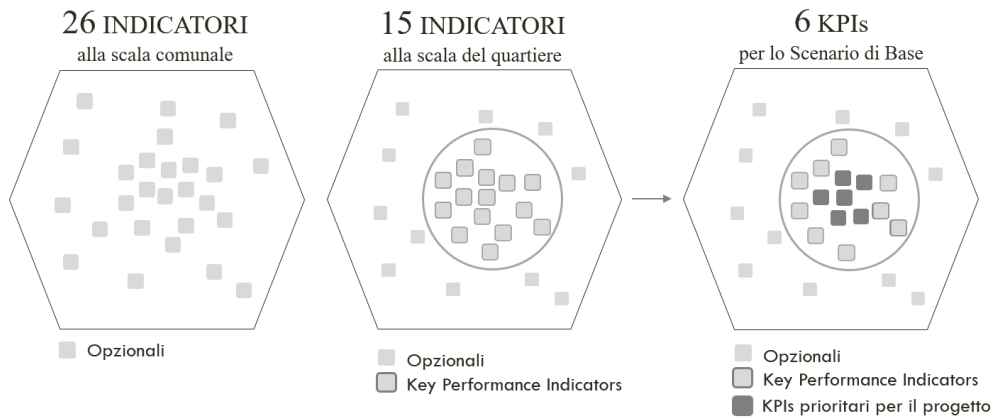 26 INDICATORI
alla scala comunale
Opzionali
15 INDICATORI
alla scala del quartiere
Opzionali
Key Performance Indicators
6 KPIs
per lo Scenario di Base
Opzionali
Key Performance Indicators
KPIs prioritari per il progetto